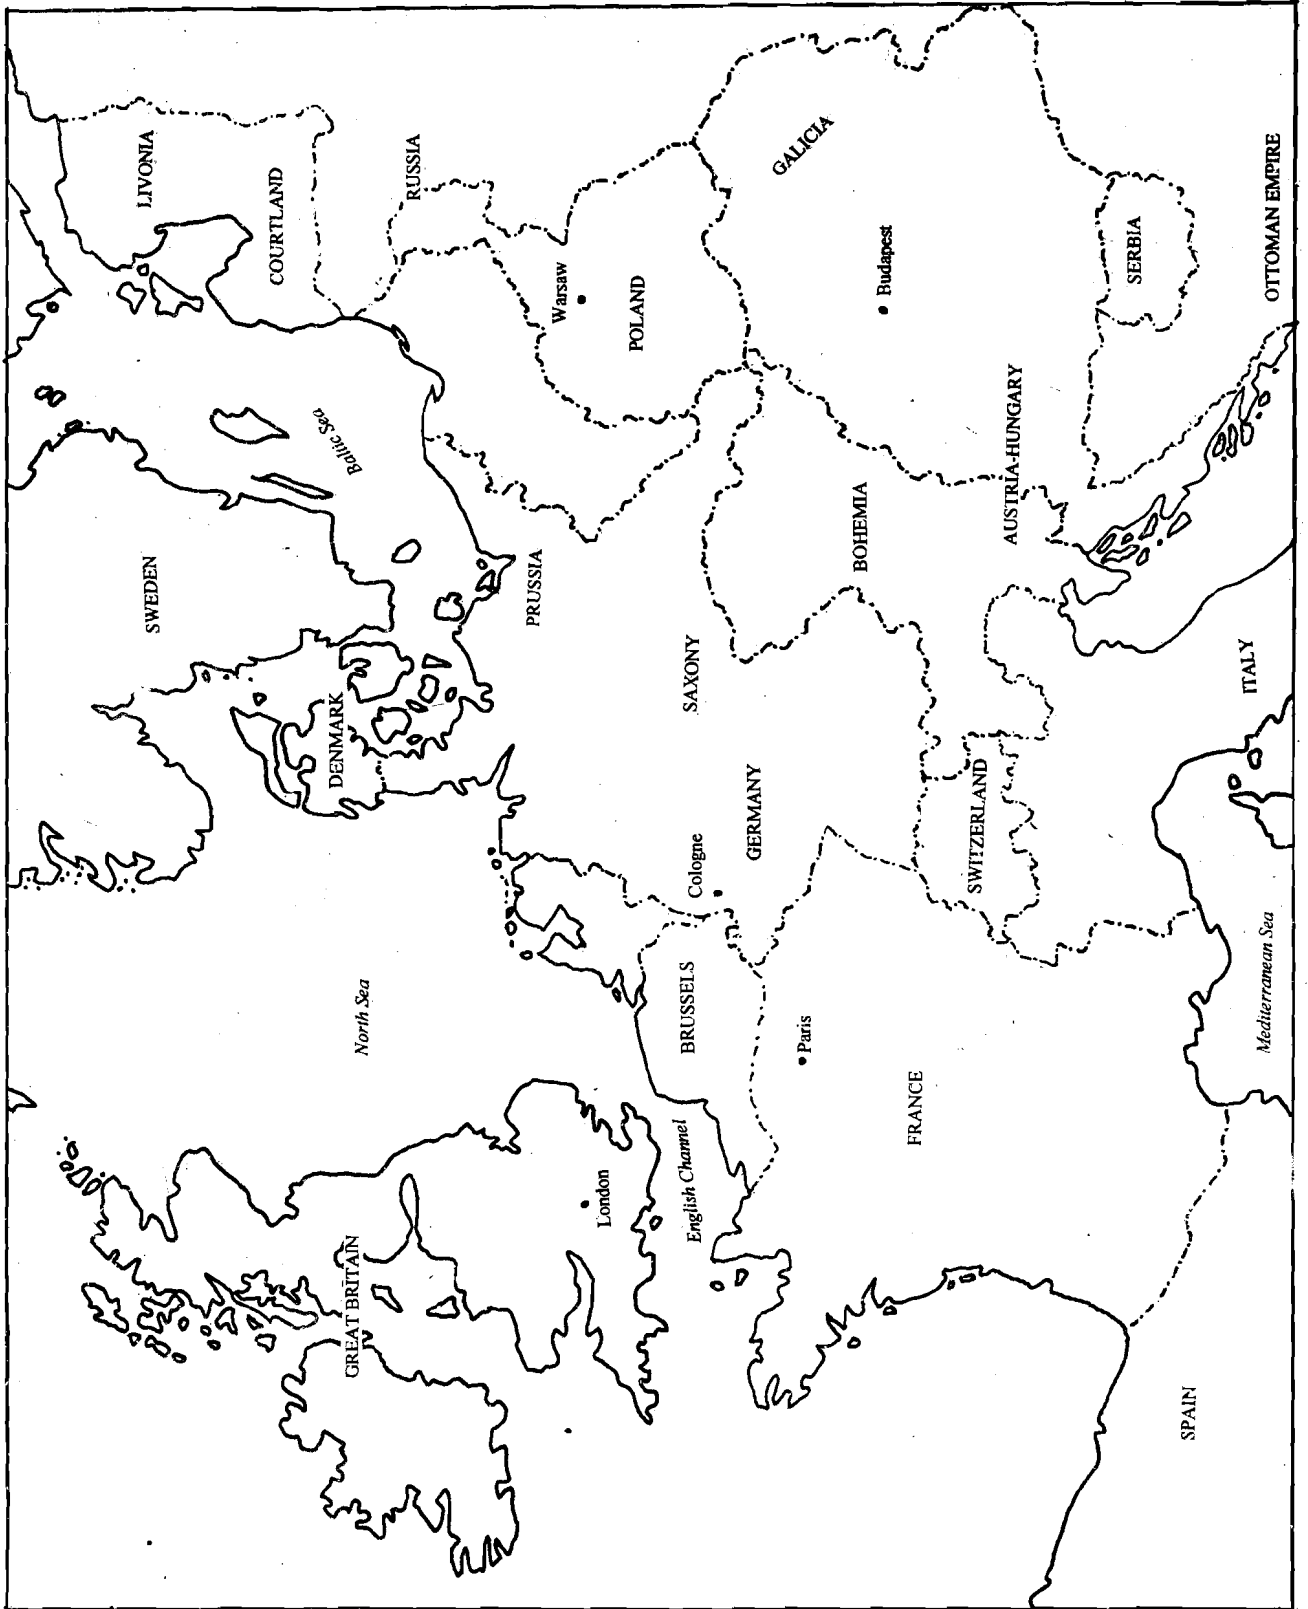 SWEDEN
LIVONIA
COURTLAND
RUSSIA
Baltic Sea
DENMARK
North Sea
GREAT BRITAIN
PRUSSIA
Warsaw
POLAND
London
English Channel
BRUSSELS
Cologne
GERMANY
SAXONY
Paris
BOHEMIA
GALICIA
Budapest
FRANCE
SWITZERLAND
AUSTRIA-HUNGARY
SERBIA
SPAIN
Mediterranean Sea
ITALY
OTTOMAN EMPIRE